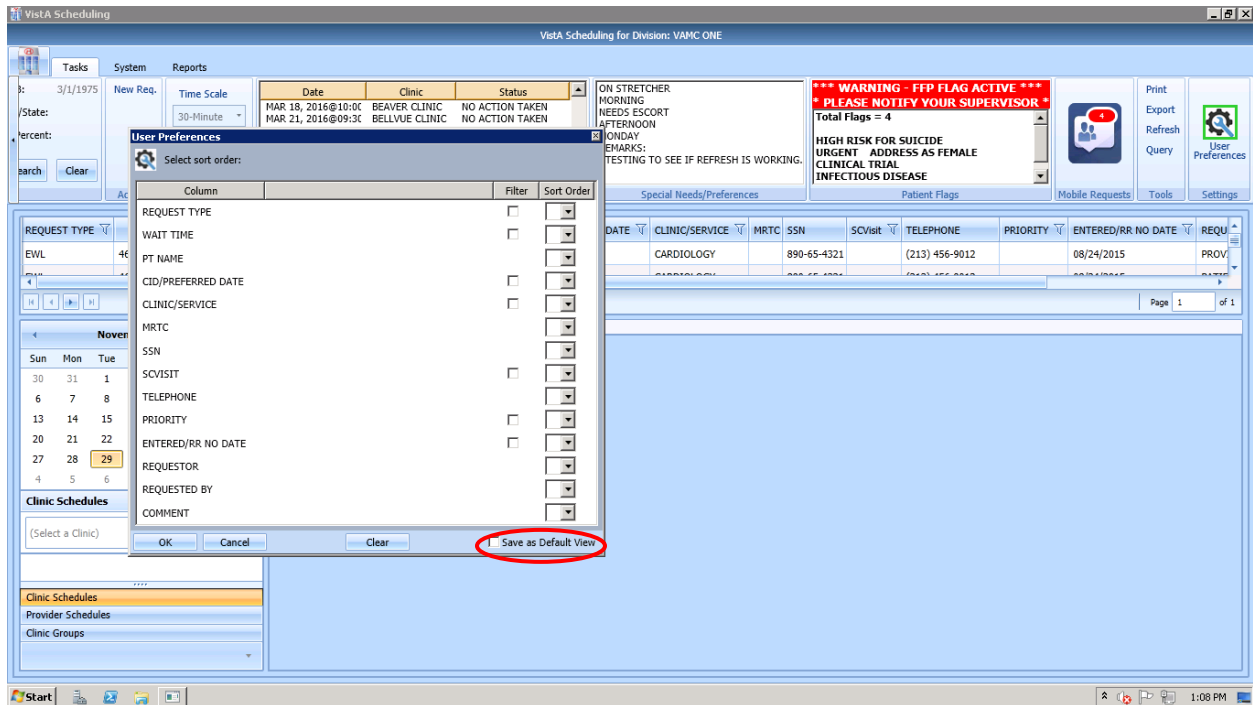 VistA Scheduling
VistA Scheduling for Division: VAMC ONE
Tasks System Reports
3/1/1975
/State:
Percent:
earch Clear
New Req.
Time Scale
30-Minute
Date Clinic Status
MAR 18, 2016@10:00 BEAVER CLINIC NO ACTION TAKEN
MAR 21, 2016@09:30 BELLVUE CLINIC NO ACTION TAKEN
ON STRETCHER
MORNING
NEEDS ESCORT
AFTERNOON
MONDAY
REMARKS:
TESTING TO SEE IF REFRESH IS WORKING.
Special Needs/Preferences
*** WARNING - FFP FLAG ACTIVE ***
* PLEASE NOTIFY YOUR SUPERVISOR *
Total Flags = 4
HIGH RISK FOR SUICIDE
URGENT ADDRESS AS FEMALE
CLINICAL TRIAL
INFECTIOUS DISEASE
Patient Flags
4
Mobile Requests
Print
Export
Refresh
Query
Tools
User
Preferences
Settings
User Preferences
Select sort order:
Column Filter Sort Order
REQUEST TYPE
WAIT TIME
PT NAME
CID/PREFERRED DATE
CLINIC/SERVICE
MRTC
SSN
SCVISIT
TELEPHONE
PRIORITY
ENTERED/RR NO DATE
REQUESTOR
REQUESTED BY
COMMENT
OK Cancel Clear Save as Default View
REQUEST TYPE DATE CLINIC/SERVICE MRTC SSN SCVisit TELEPHONE PRIORITY ENTERED/RR NO DATE REQU
EWL 46 CARDIOLOGY 890-65-4321 (213) 456-9012 08/24/2015 PROV
Page 1 of 1
Novem
Sun Mon Tue
30 31 1
6 7 8
13 14 15
20 21 22
27 28 29
4 5 6
Clinic Schedules
(Select a Clinic)
Clinic Schedules
Provider Schedules
Clinic Groups
Start 1:08 PM